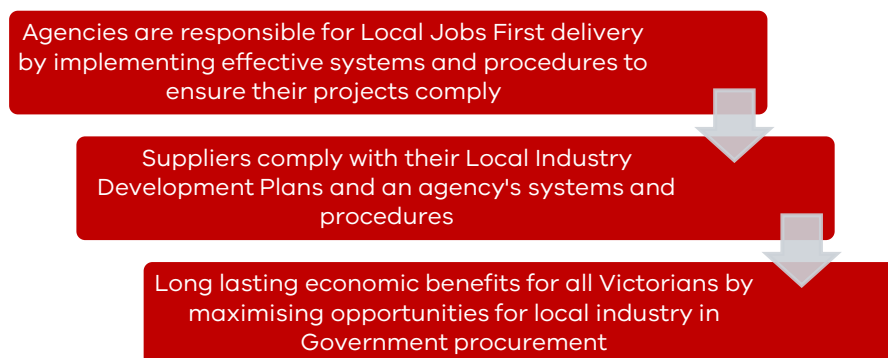 Agencies are responsible for Local Jobs First delivery
by implementing effective systems and procedures to
ensure their projects comply
Suppliers comply with their Local Industry
Development Plans and an agency's systems and
procedures
Long lasting economic benefits for all Victorians by
maximising opportunities for local industry in
Government procurement